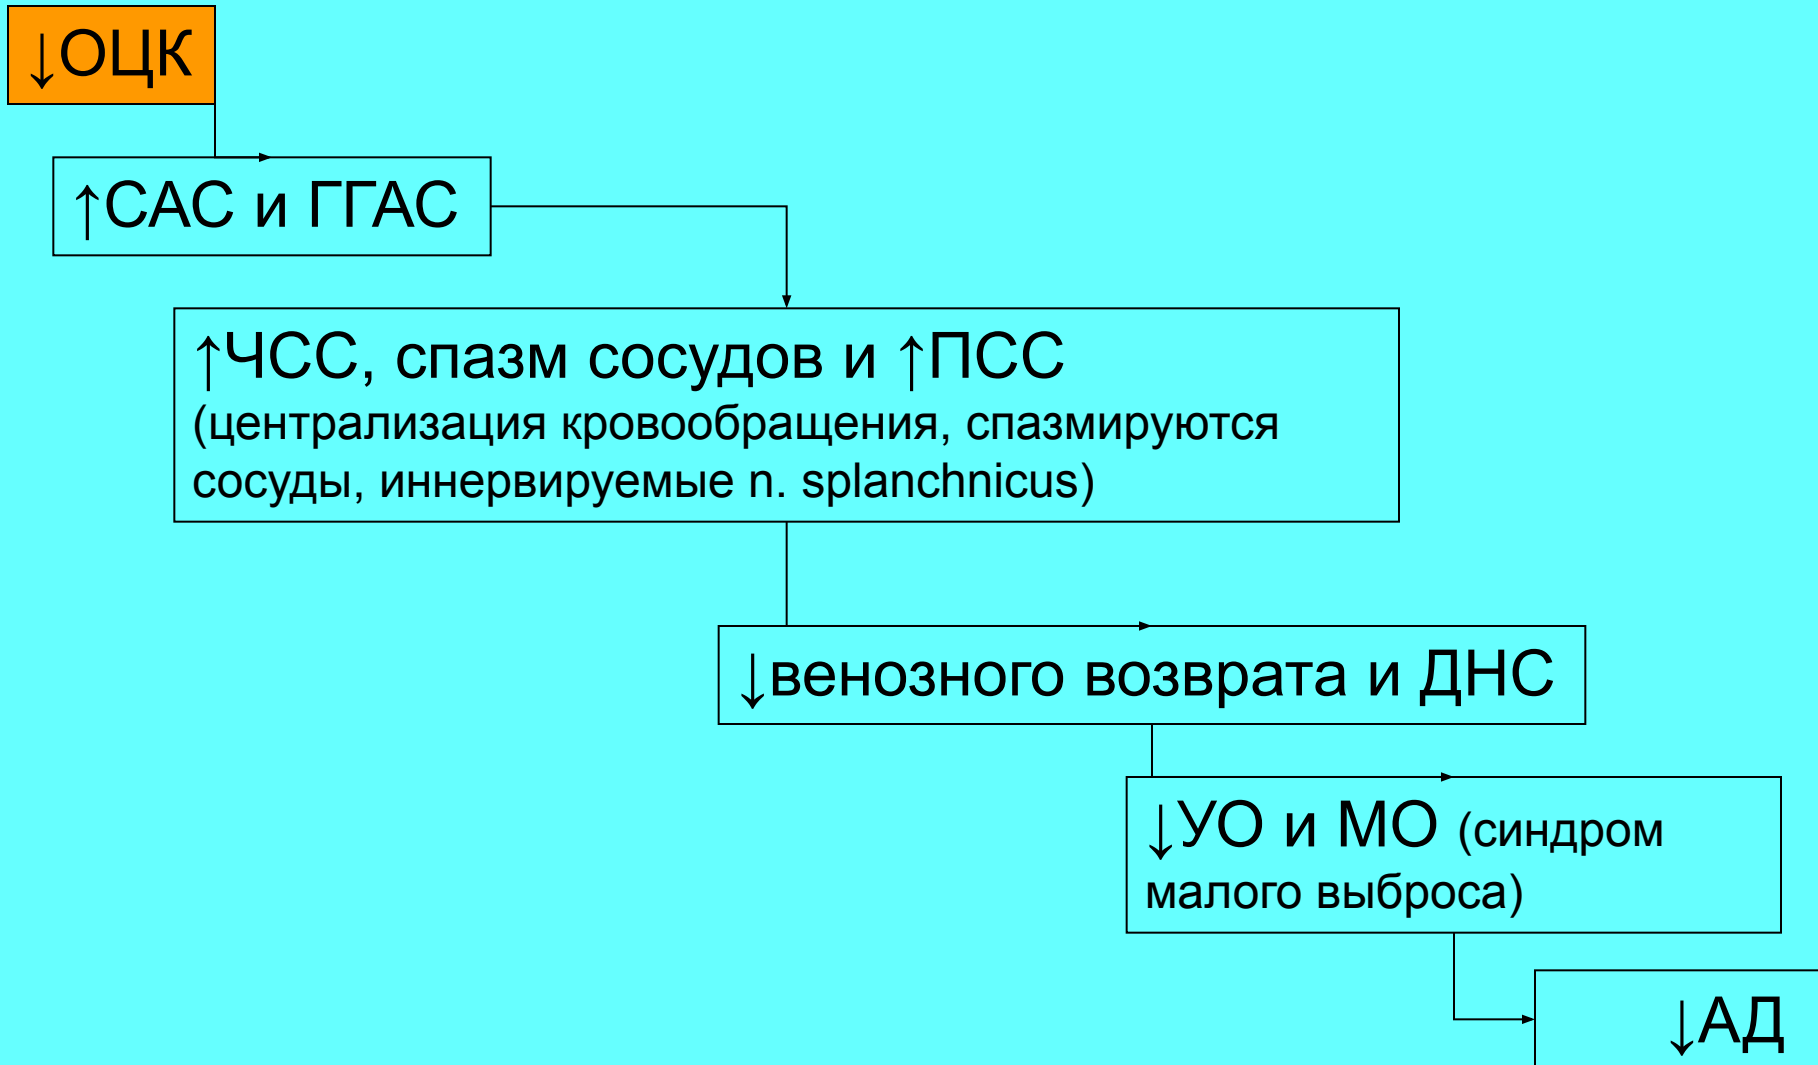 ↓ОЦК
↑САС и ГГАС
↑ЧСС, спазм сосудов и ↑ПСС
(централизация кровообращения, спазмируются
сосуды, иннервируемые n. splanchnicus)
↓венозного возврата и ДНС
↓УО и МО (синдром
малого выброса)
↓АД